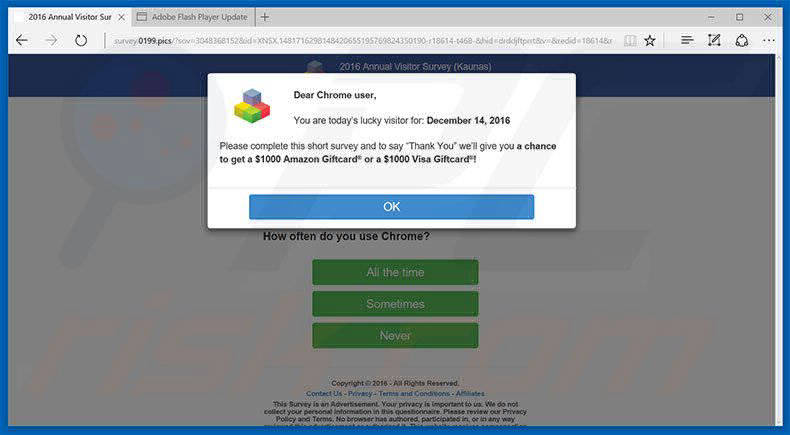 2016 Annual Visitor Sur
Adobe Flash Player Update
survey.0199.pics/?sov=3048368152&id=XNSX.1481716298148420655195769824350190-r18614-t468-&hid=drdcljftprrt&v=&redid=18614&r
2016 Annual Visitor Survey (Kaunas)
Dear Chrome user,
You are today's lucky visitor for: December 14, 2016
Please complete this short survey and to say “Thank You” we'll give you a chance
to get a $1000 Amazon Giftcard® or a $1000 Visa Giftcard®!
OK
How often do you use Chrome?
All the time
Sometimes
Never
Copyright © 2016 - All Rights Reserved.
Contact Us - Privacy - Terms and Conditions - Affiliates
This Survey is an Advertisement. Your privacy is important to us. We do not
collect your personal information in this questionnaire. Please review our Privacy
Policy and Terms. No browser has authored, participated in, or in any way